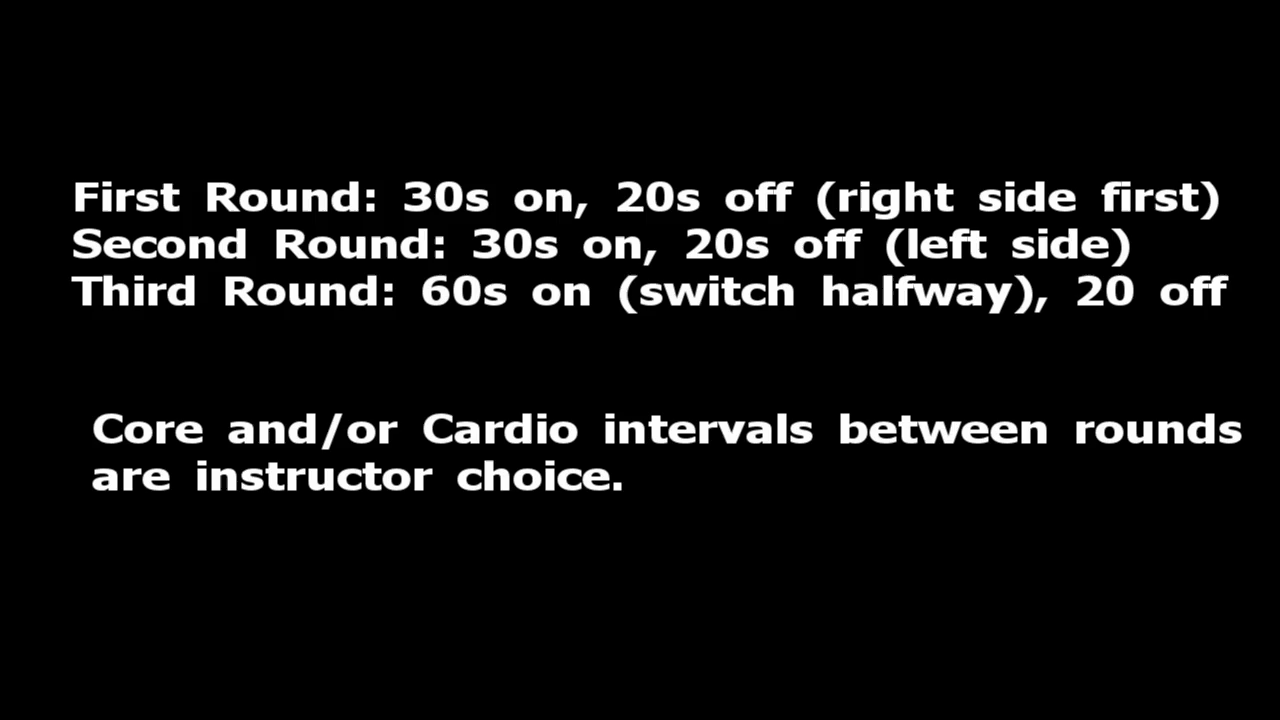 First Round: 30s on, 20s off (right side first)
Second Round: 30s on, 20s off (left side)
Third Round: 60s on (switch halfway), 20 off
Core and/or Cardio intervals between rounds
are instructor choice.